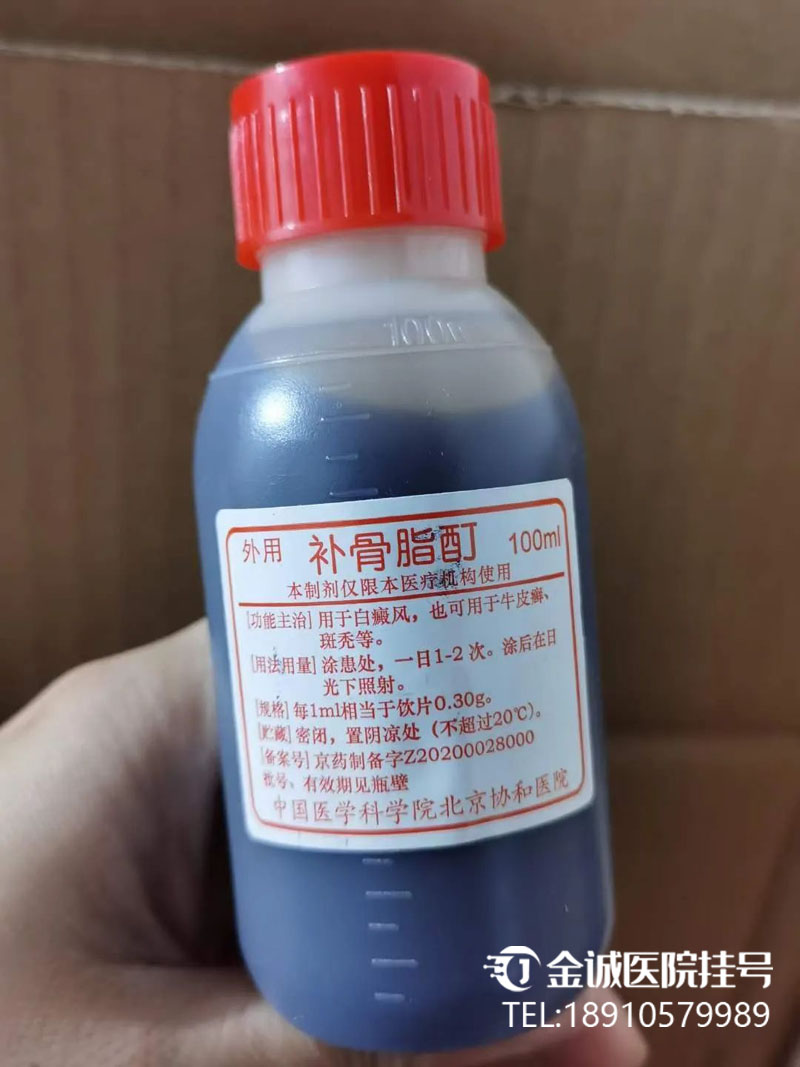 100
外用 补骨脂酊 100ml
本制剂仅限本医疗机构使用
[功能主治] 用于白癜风，也可用于牛皮癣、
斑秃等。
[用法用量] 涂患处，一日1-2 次。涂后在日
光下照射。
[规格] 每1ml相当于饮片0.30g。
[贮藏] 密闭，置阴凉处（不超过20℃）。
[备案号] 京药制备字Z20200028000
批号、有效期见瓶壁
中国医学科学院北京协和医院
金诚医院挂号
TEL:18910579989